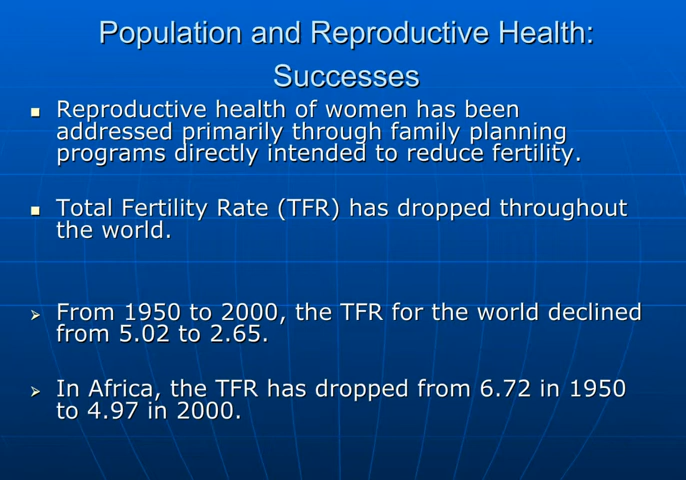 Population and Reproductive Health:
Successes
Reproductive health of women has been
addressed primarily through family planning
programs directly intended to reduce fertility.
Total Fertility Rate (TFR) has dropped throughout
the world.
From 1950 to 2000, the TFR for the world declined
from 5.02 to 2.65.
In Africa, the TFR has dropped from 6.72 in 1950
to 4.97 in 2000.